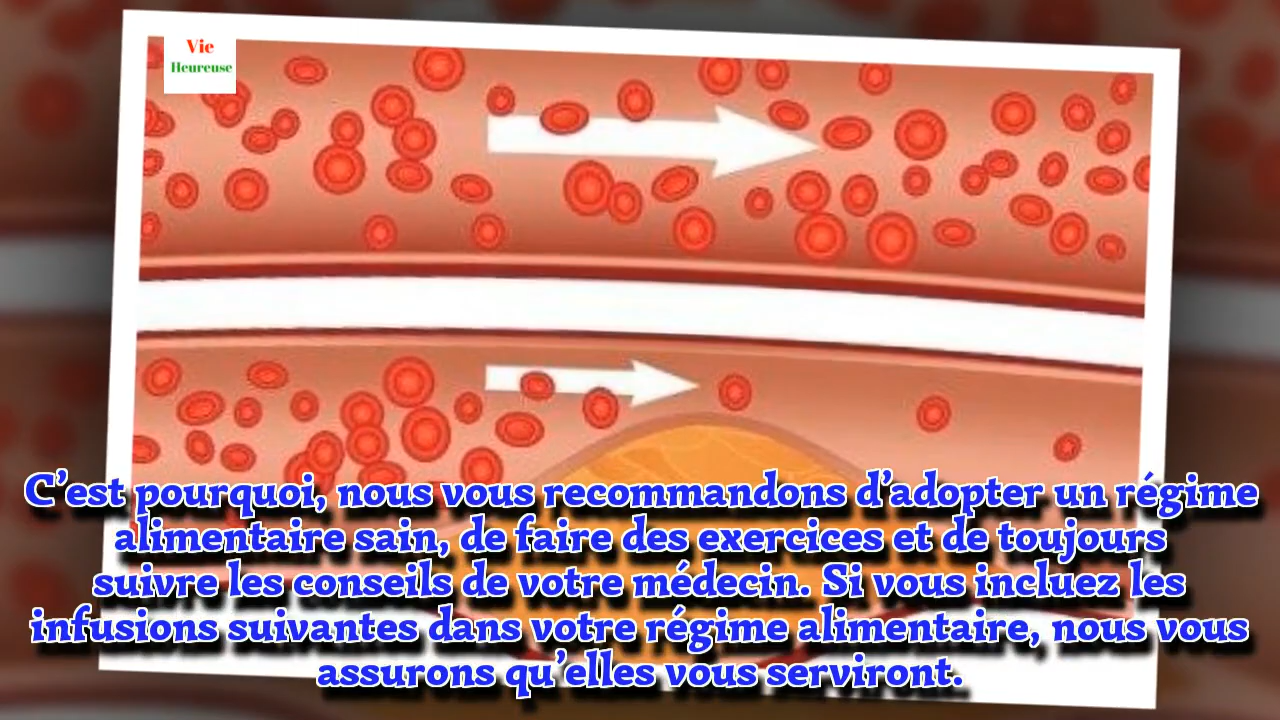 Vie
Heureuse
C’est pourquoi, nous vous recommandons d’adopter un régime
alimentaire sain, de faire des exercices et de toujours
suivre les conseils de votre médecin. Si vous incluez les
infusions suivantes dans votre régime alimentaire, nous vous
assurons qu’elles vous serviront.